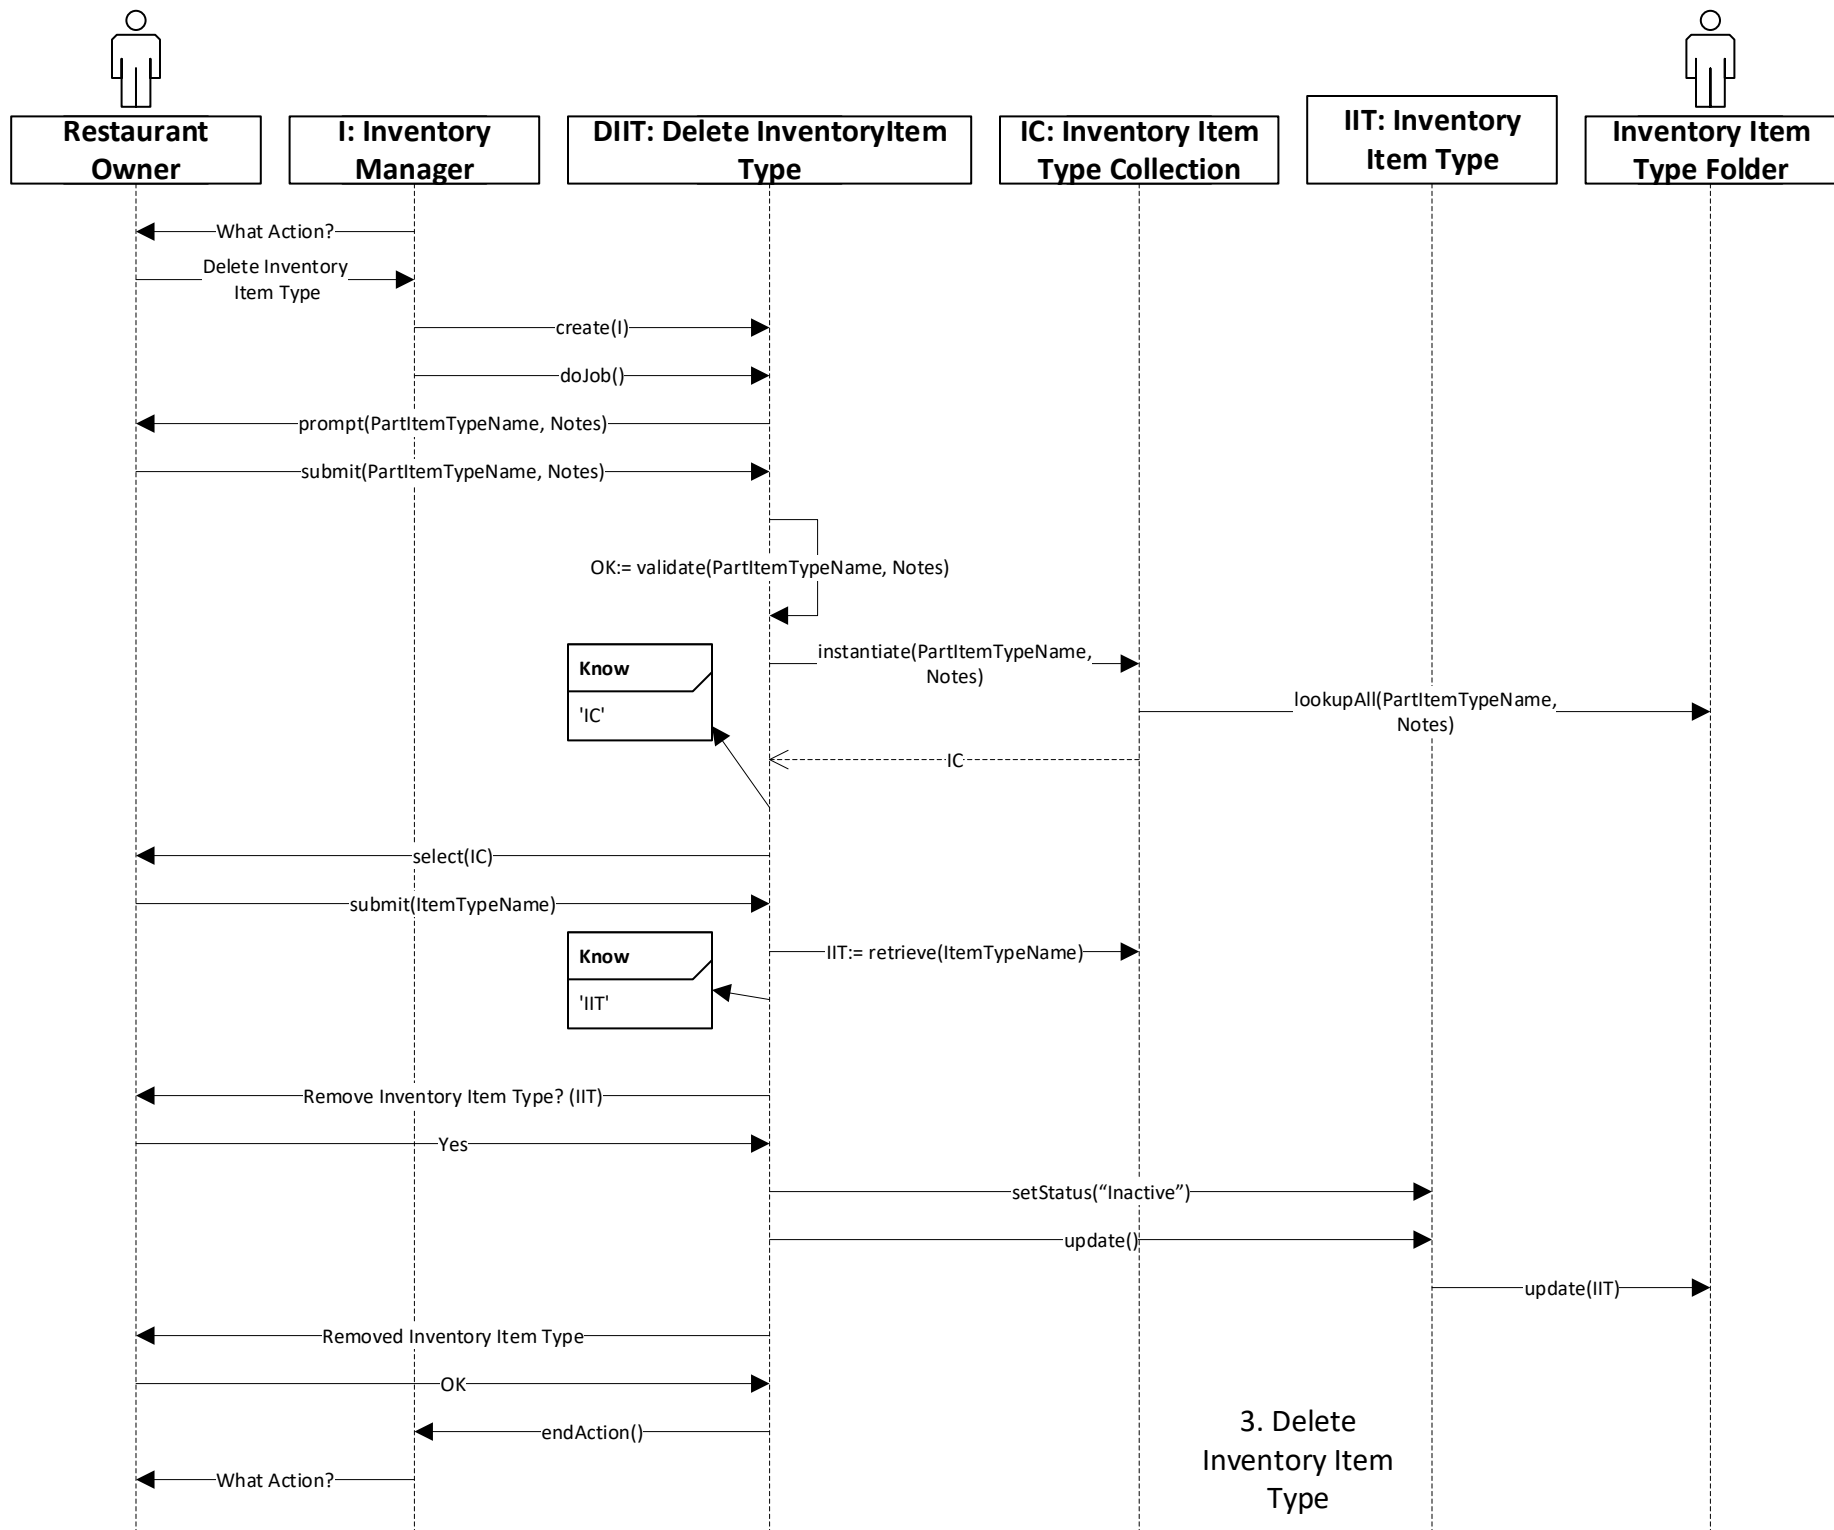 Restaurant
Owner
I: Inventory
Manager
DIIT: Delete InventoryItem
Type
IC: Inventory Item
Type Collection
IIT: Inventory
Item Type
Inventory Item
Type Folder
What Action?
Delete Inventory
Item Type
create(I)
doJob()
prompt(PartItemTypeName, Notes)
submit(PartItemTypeName, Notes)
OK:= validate(PartItemTypeName, Notes)
Know
'IC'
instantiate(PartItemTypeName,
Notes)
lookupAll(PartItemTypeName,
Notes)
IC
select(IC)
submit(ItemTypeName)
Know
'IIT'
IIT:= retrieve(ItemTypeName)
Remove Inventory Item Type? (IIT)
Yes
setStatus(“Inactive”)
update()
update(IIT)
Removed Inventory Item Type
OK
endAction()
What Action?
3. Delete
Inventory Item
Type